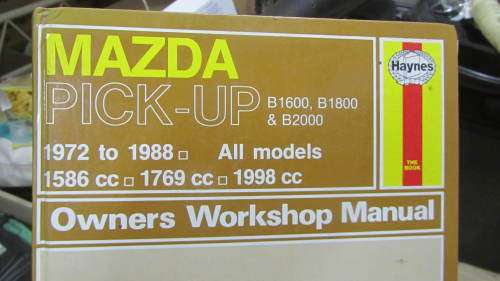 MAZDA
PICK-UP B1600, B1800
& B2000
Haynes
1972 to 1988 □ All models
1586 cc □ 1769 cc □ 1998 cc
THE
BOOK
Owners Workshop Manual